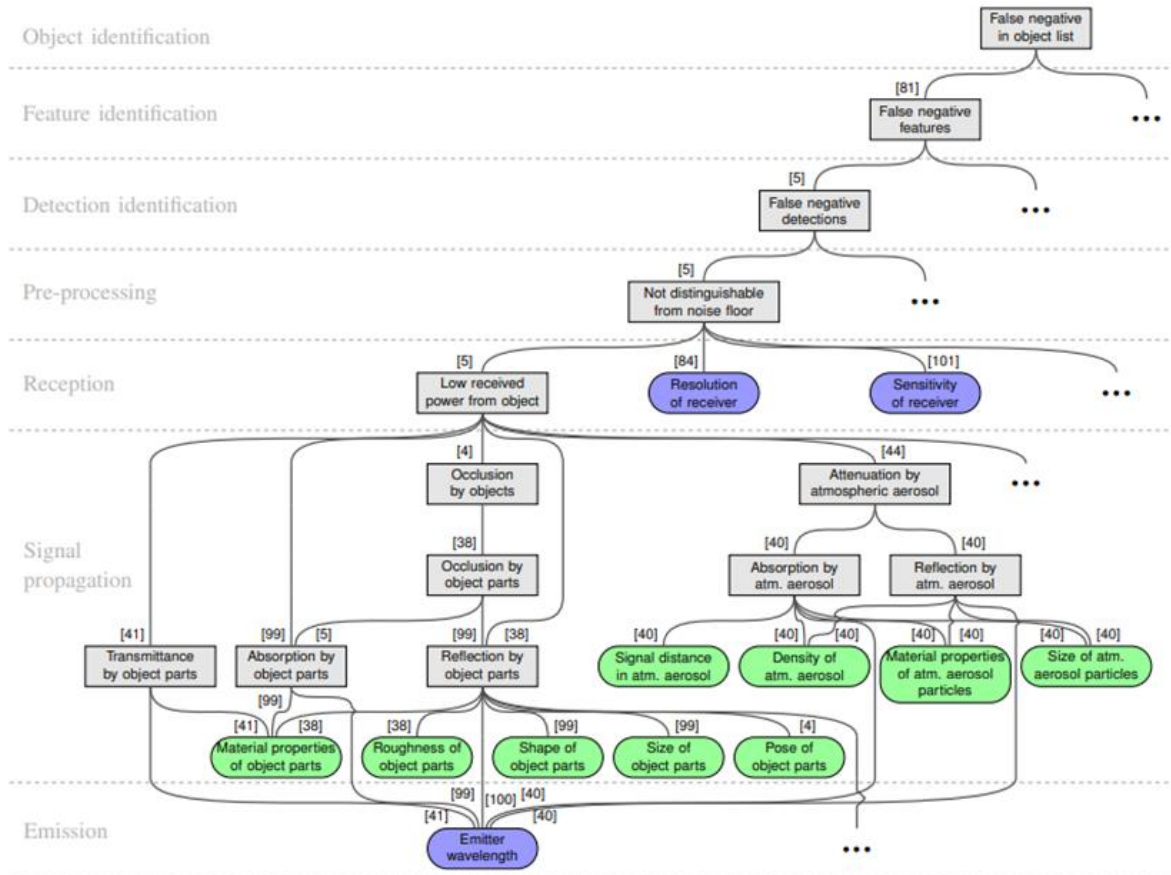 Object identification
False negative
in object list
Feature identification
[81]
False negative
features
•••
Detection identification
[5]
False negative
detections
•••
Pre-processing
[5]
Not distinguishable
from noise floor
•••
Reception
[5]
Low received
power from object
[84]
Resolution
of receiver
[101]
Sensitivity
of receiver
•••
Signal
propagation
[4]
Occlusion
by objects
[44]
Attenuation by
atmospheric aerosol
•••
[38]
Occlusion by
object parts
[40]
Absorption by
atm. aerosol
[40]
Reflection by
atm. aerosol
[41]
Transmittance
by object parts
[99]
[5]
Absorption by
object parts
[99]
[38]
Reflection by
object parts
[40]
Signal distance
in atm. aerosol
[40]
[40]
Density of
atm. aerosol
[40]
[40]
Material properties
of atm. aerosol
particles
[40]
[40]
Size of atm.
aerosol particles
[99]
[41]
[38]
Material properties
of object parts
[38]
Roughness of
object parts
[99]
Shape of
object parts
[99]
Size of
object parts
[4]
Pose of
object parts
Emission
[99]
[100]
[40]
[41]
[40]
Emitter
wavelength
•••